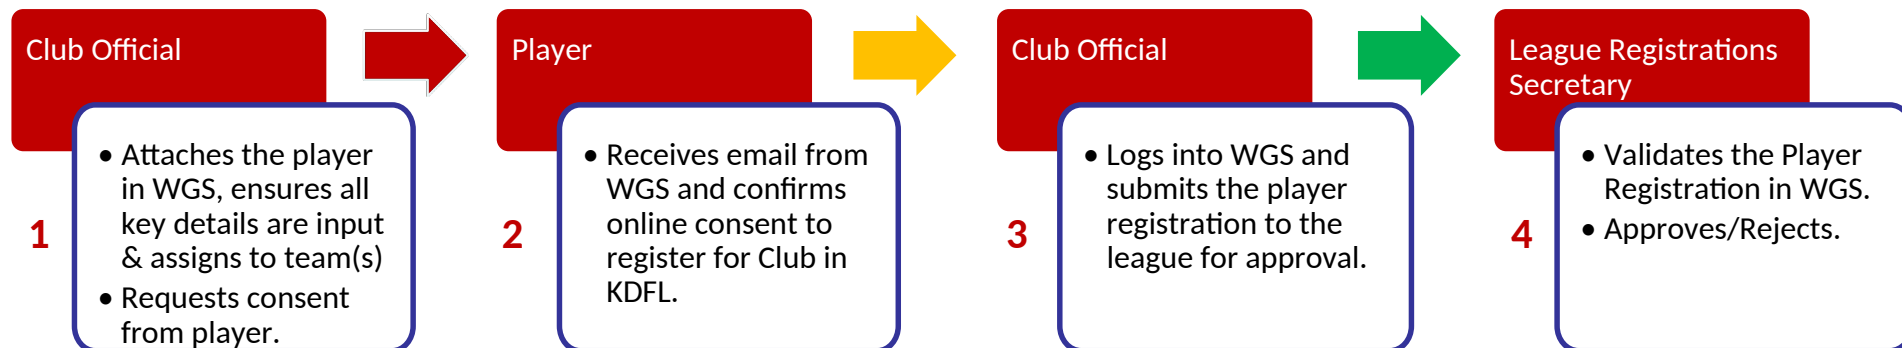 Club Official
1
• Attaches the player
in WGS, ensures all
key details are input
& assigns to team(s)
• Requests consent
from player.
Player
2
• Receives email from
WGS and confirms
online consent to
register for Club in
KDFL.
Club Official
3
• Logs into WGS and
submits the player
registration to the
league for approval.
League Registrations
Secretary
4
• Validates the Player
Registration in WGS.
• Approves/Rejects.